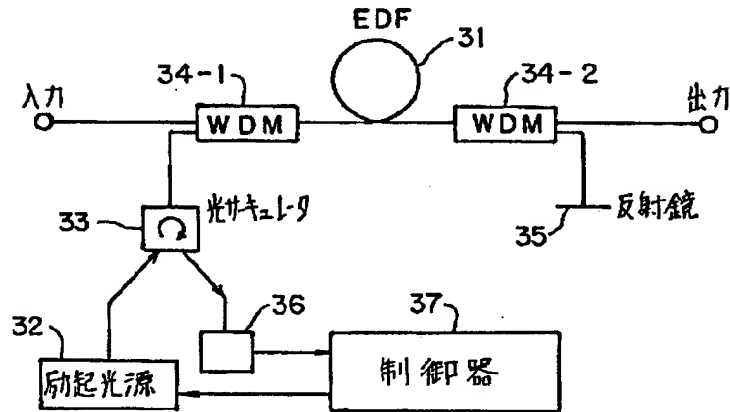 EDF
31
34-1
34-2
入力
WDM
WDM
出力
33
光サーキュレータ
35
反射鏡
32
36
37
励起光源
制御器